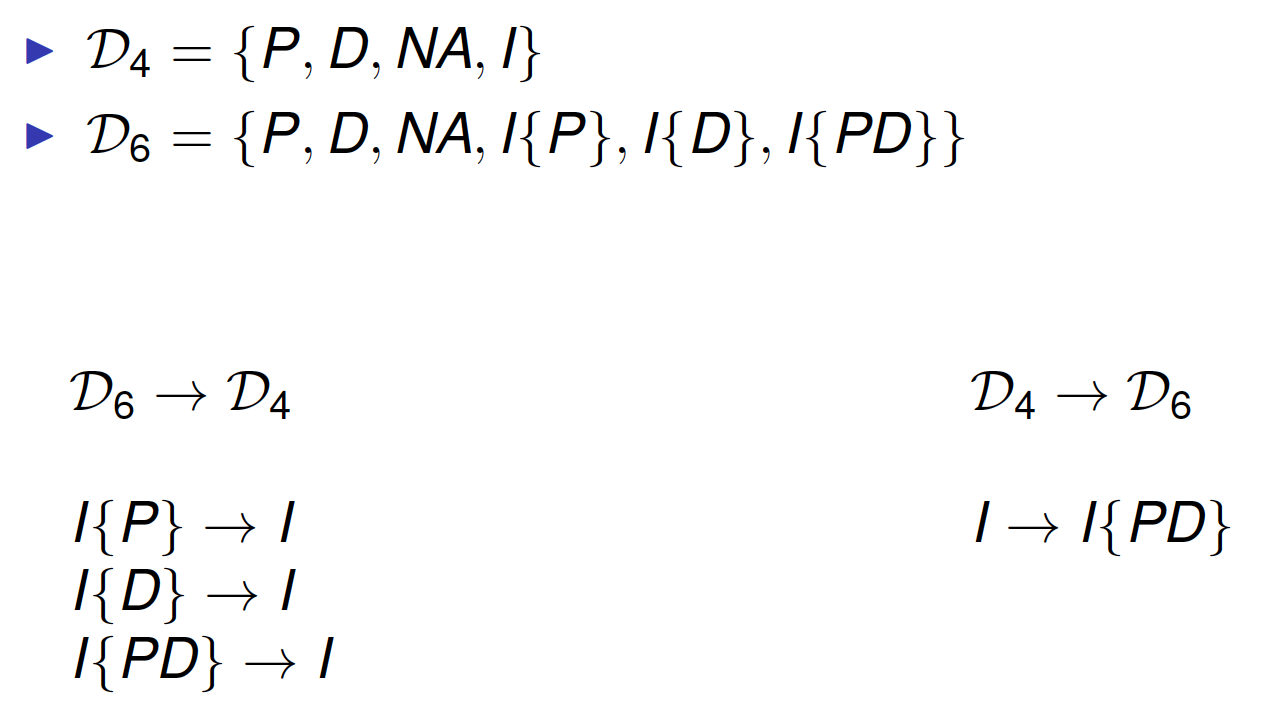 ▶ 𝒟₄ = {P, D, NA, I}
▶ 𝒟₆ = {P, D, NA, I{P}, I{D}, I{PD}}
𝒟₆ → 𝒟₄
𝒟₄ → 𝒟₆
I{P} → I
I → I{PD}
I{D} → I
I{PD} → I